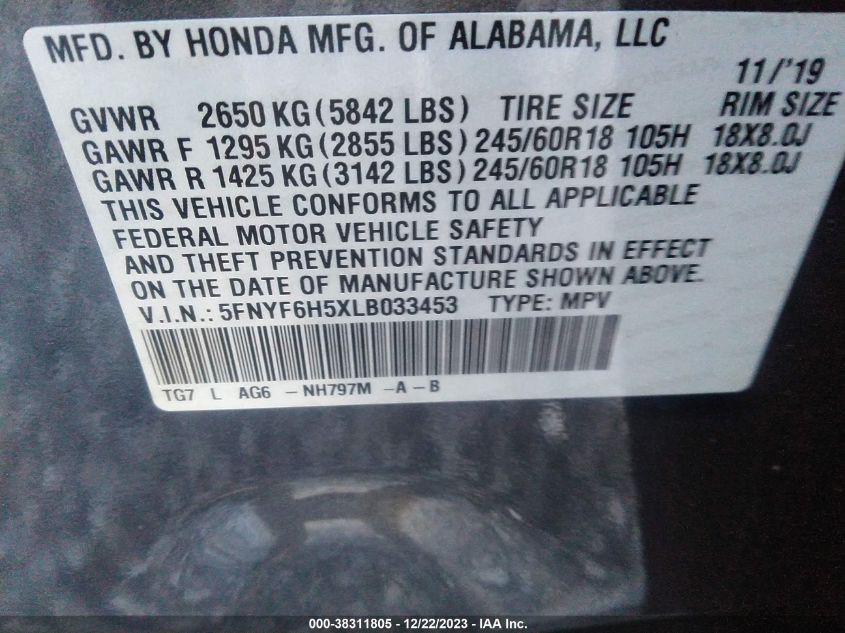 MFD. BY HONDA MFG. OF ALABAMA, LLC
11/'19
GVWR 2650 KG (5842 LBS) TIRE SIZE RIM SIZE
GAWR F 1295 KG (2855 LBS) 245/60R18 105H 18X8.0J
GAWR R 1425 KG (3142 LBS) 245/60R18 105H 18X8.0J
THIS VEHICLE CONFORMS TO ALL APPLICABLE
FEDERAL MOTOR VEHICLE SAFETY
AND THEFT PREVENTION STANDARDS IN EFFECT
ON THE DATE OF MANUFACTURE SHOWN ABOVE.
V.I.N.: 5FNYF6H5XLB033453 TYPE: MPV
TG7 L AG6 – NH797M – A – B
000-38311805 - 12/22/2023 - IAA Inc.